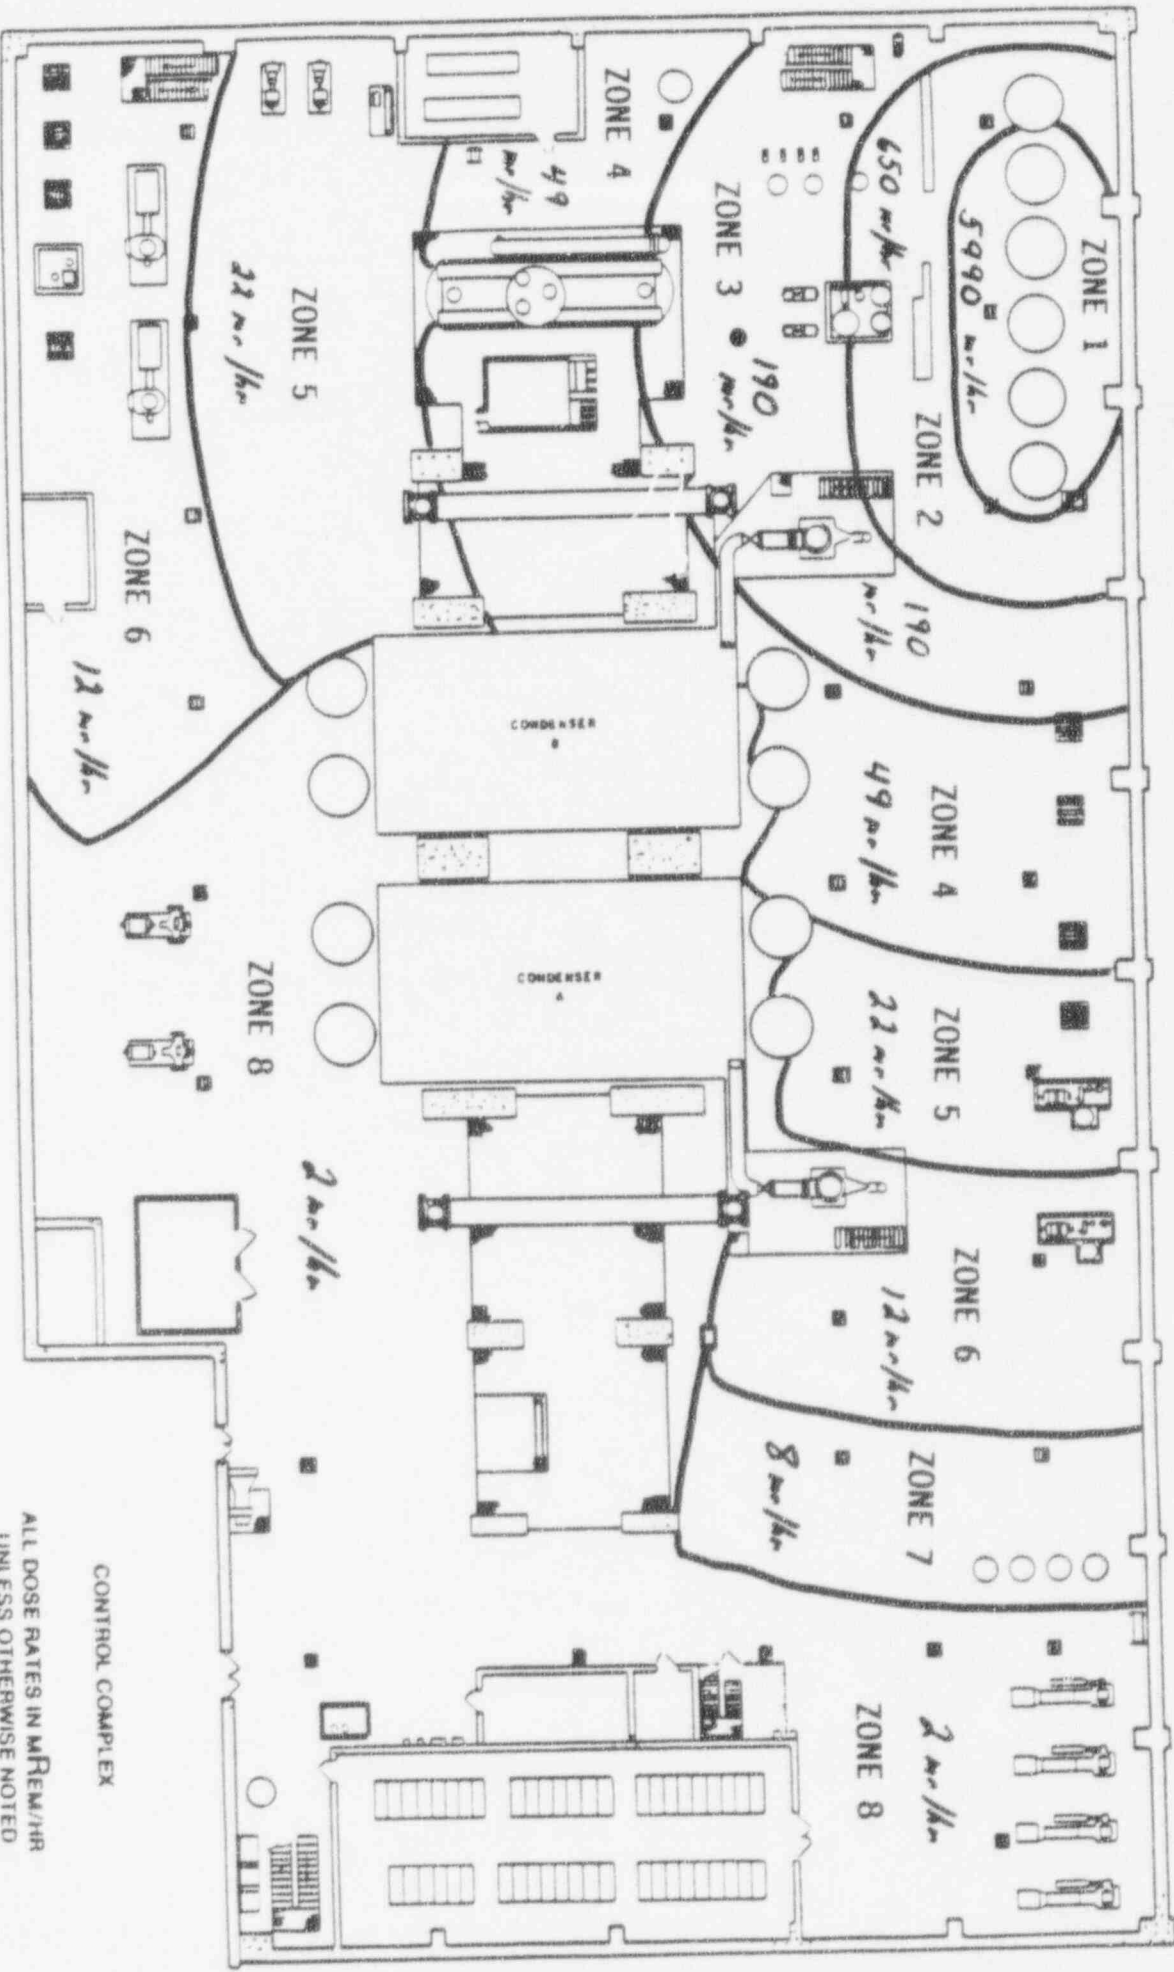 ZONE 1
5990 mr/hr
650 mr/hr
ZONE 2
ZONE 3
190
mr/hr
190
mr/hr
ZONE 4
49
mr/hr
ZONE 4
49 mr/hr
ZONE 5
22 mr/hr
ZONE 5
22 mr/hr
ZONE 6
12 mr/hr
ZONE 6
12 mr/hr
ZONE 7
8 mr/hr
ZONE 8
2 mr/hr
ZONE 8
2 mr/hr
CONDENSER
B
CONDENSER
A
CONTROL COMPLEX
ALL DOSE RATES IN MREM/HR
UNLESS OTHERWISE NOTED